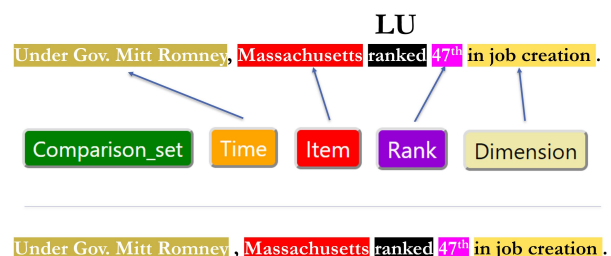 LU
Under Gov. Mitt Romney, Massachusetts ranked 47th in job creation .
Comparison_set Time Item Rank Dimension
Under Gov. Mitt Romney , Massachusetts ranked 47th in job creation .